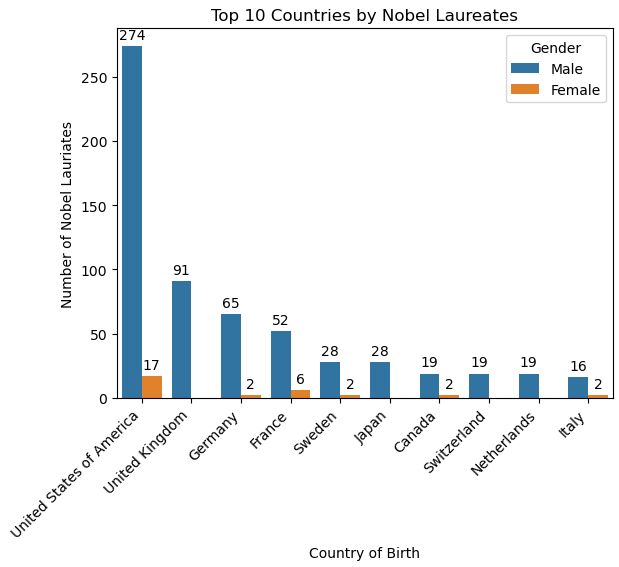 Top 10 Countries by Nobel Laureates
Number of Nobel Lauriates
250
200
150
100
50
0
274
17
91
65
2
52
6
28
2
28
19
2
19
19
16
2
Gender
Male
Female
United States of America
United Kingdom
Germany
France
Sweden
Japan
Canada
Switzerland
Netherlands
Italy
Country of Birth